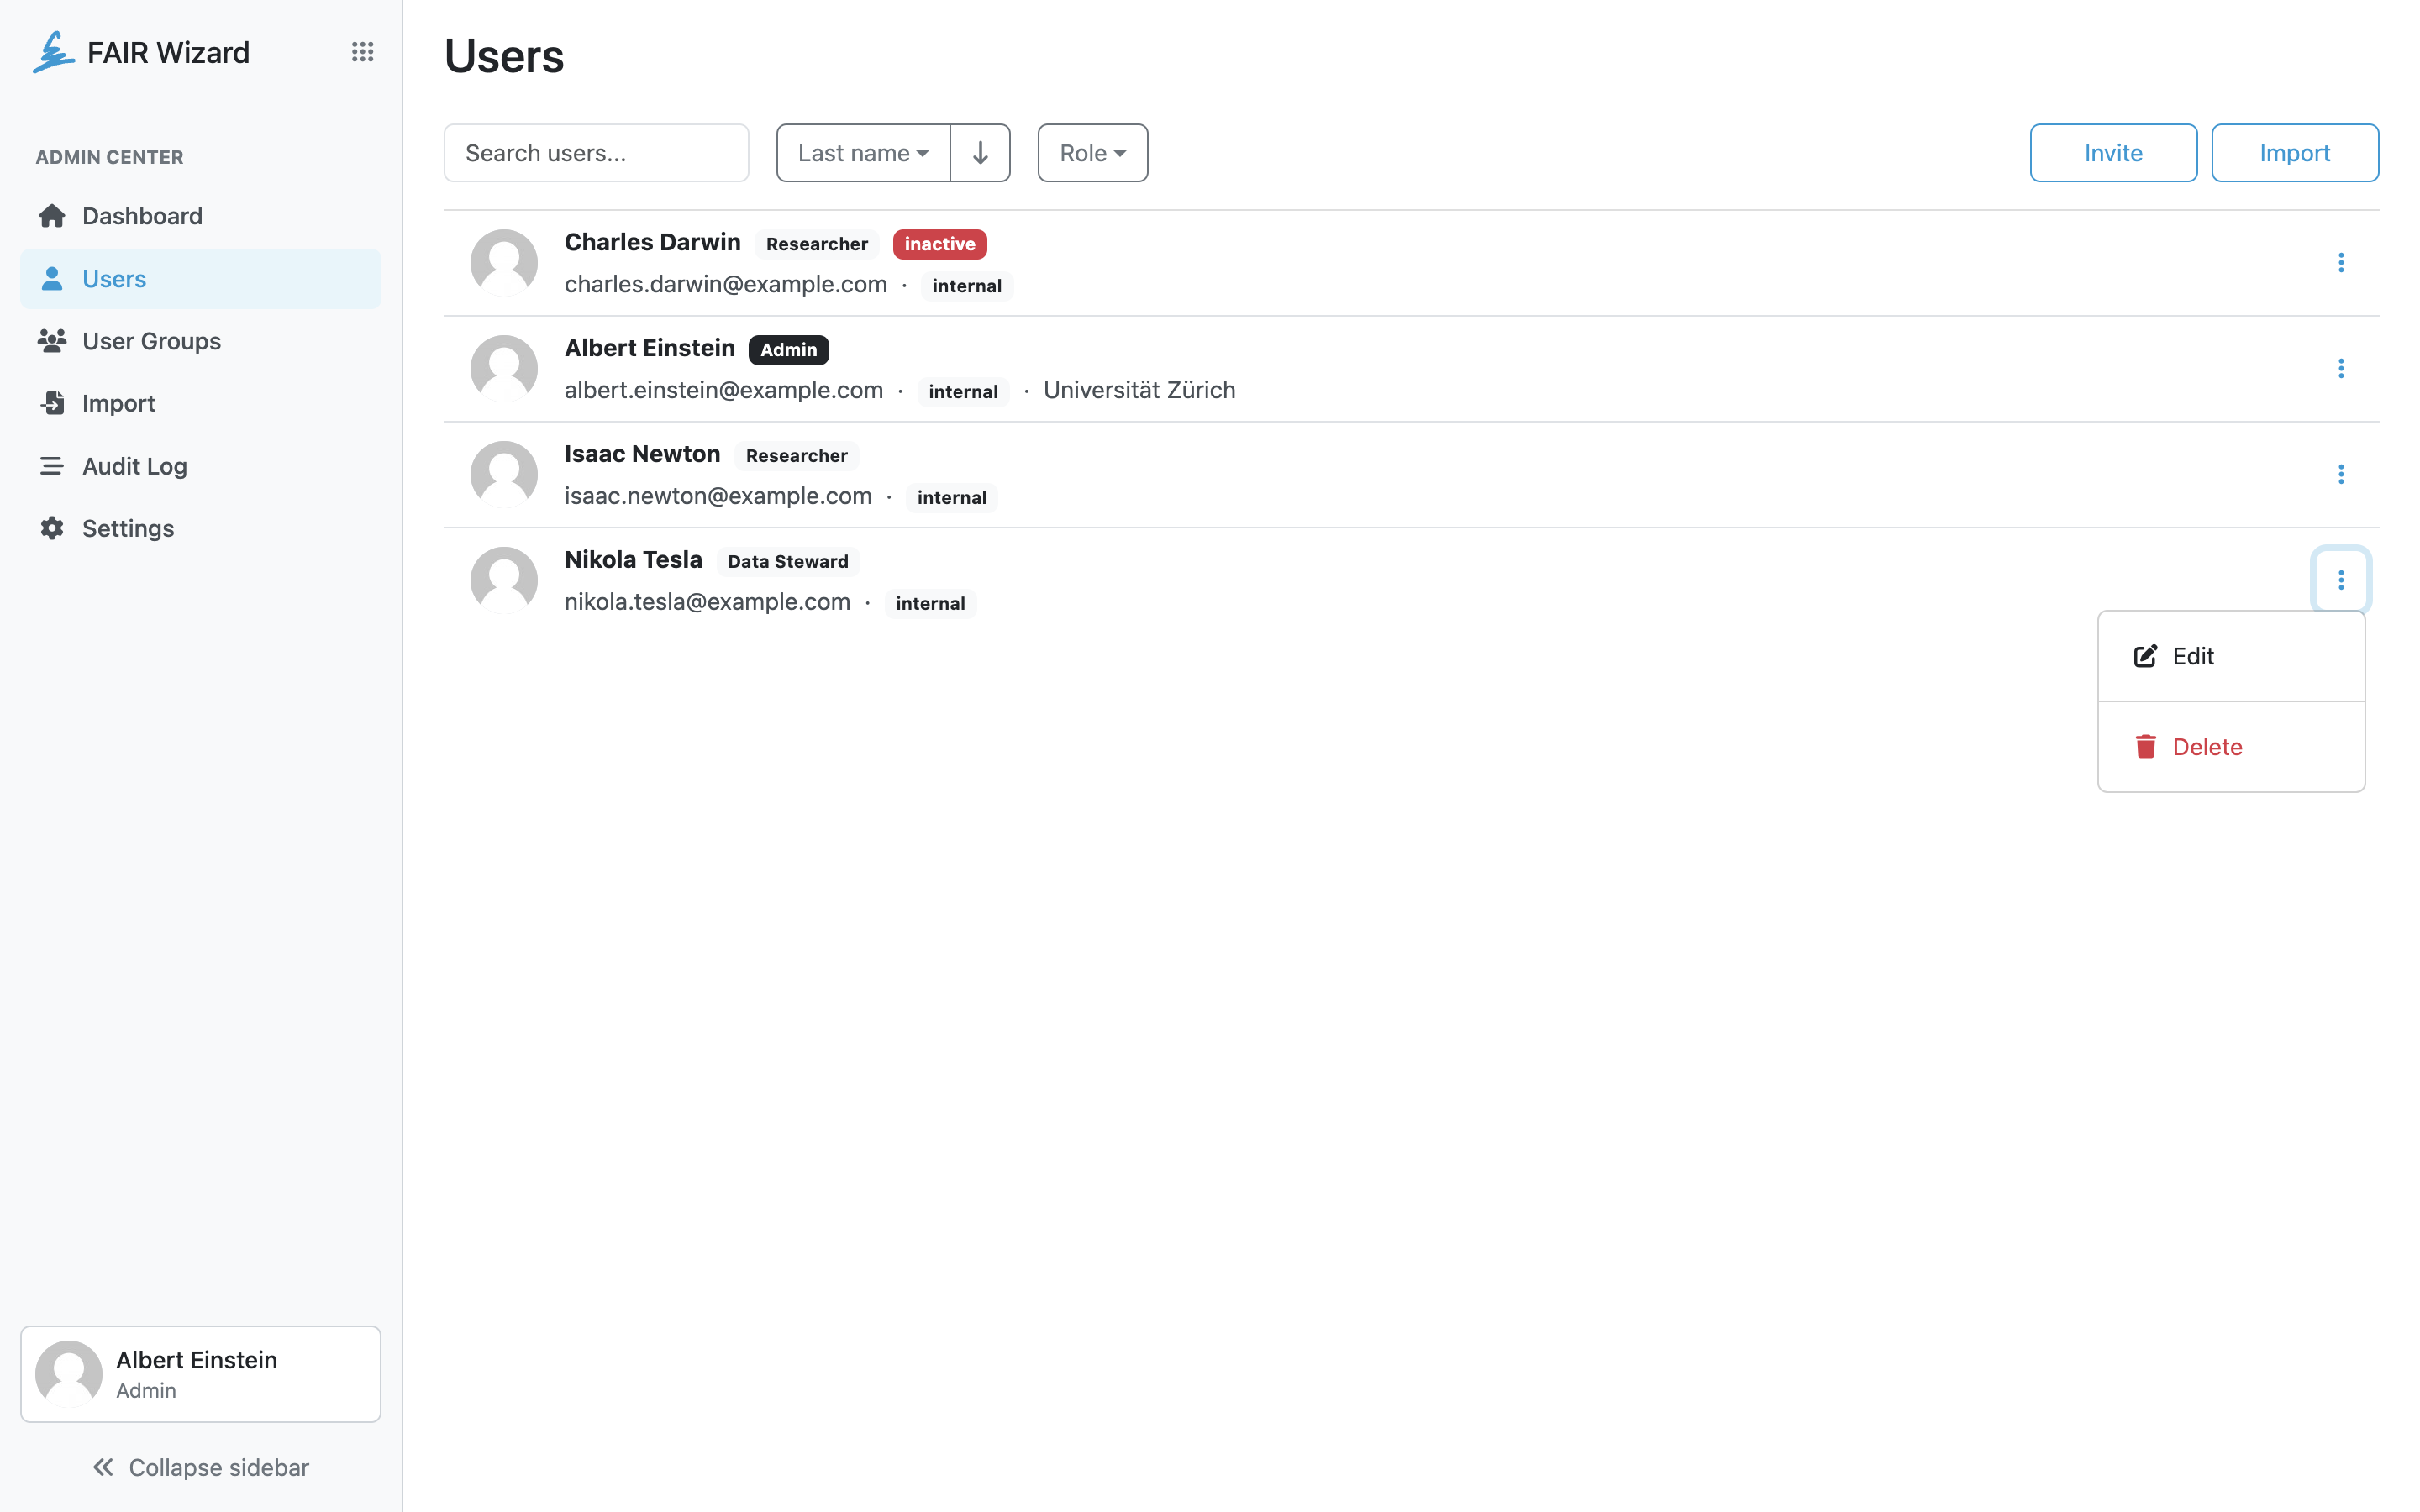 FAIR Wizard
ADMIN CENTER
Dashboard
Users
User Groups
Import
Audit Log
Settings
Albert Einstein
Admin
Collapse sidebar
Users
Search users...
Last name
Role
Invite
Import
Charles Darwin Researcher inactive
charles.darwin@example.com · internal
Albert Einstein Admin
albert.einstein@example.com · internal · Universität Zürich
Isaac Newton Researcher
isaac.newton@example.com · internal
Nikola Tesla Data Steward
nikola.tesla@example.com · internal
Edit
Delete